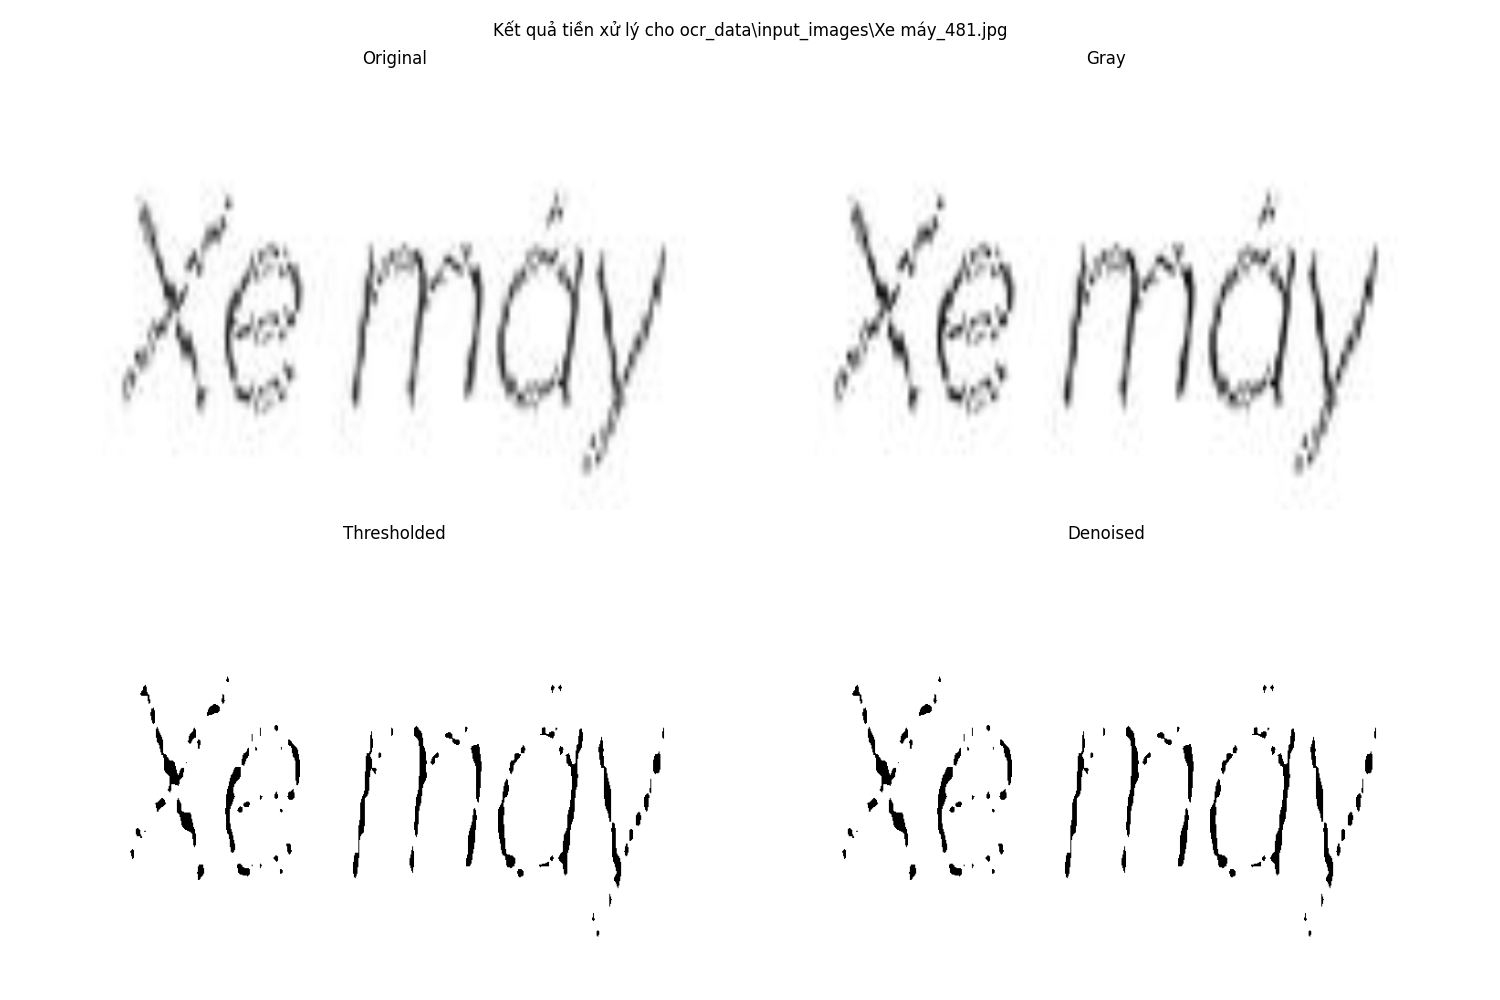 Kết quả tiền xử lý cho ocr_data\input_images\Xe máy_481.jpg
Original
Gray
Xe máy
Xe máy
Thresholded
Denoised
Xe máy
Xe máy